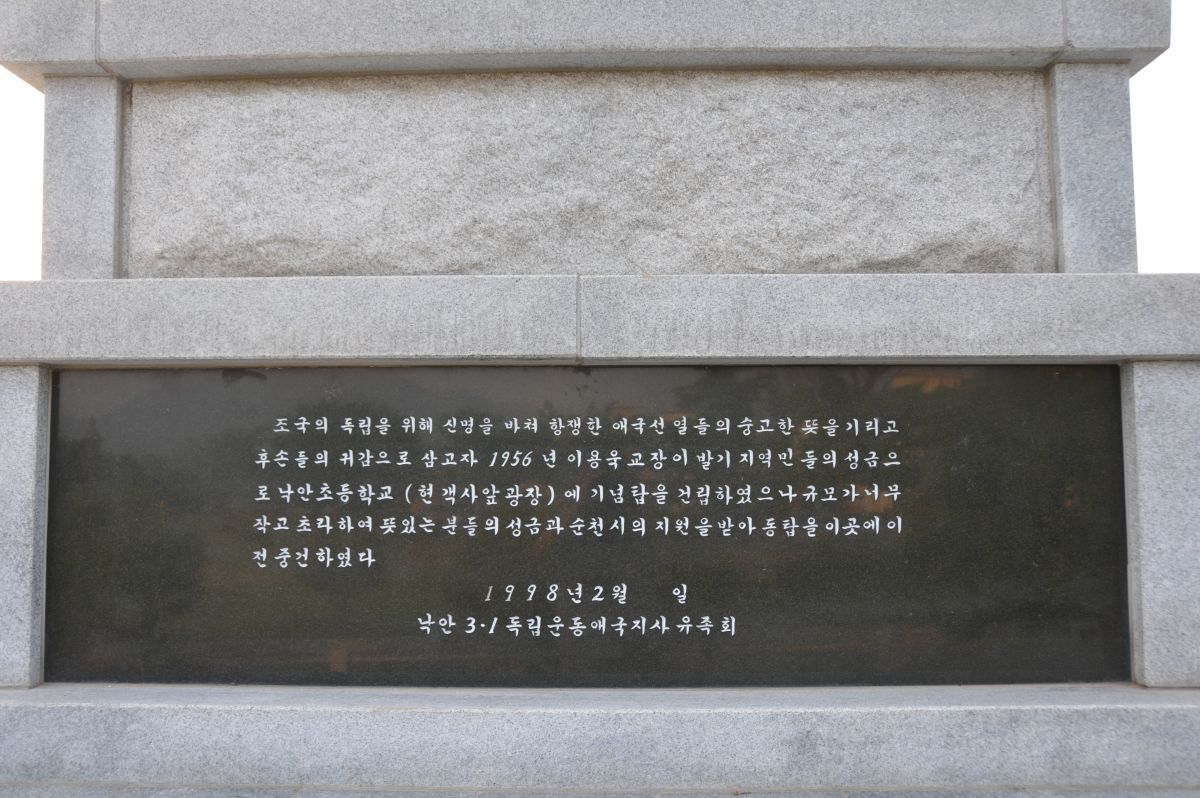 조국의 독립을 위해 신명을 바쳐 항쟁한 애국선열들의 숭고한 뜻을 기리고
후손들의 귀감으로 삼고자 1956년 이용욱교장이 발기 지역민들의 성금으
로 낙안초등학교 (현 객사앞 광장)에 기념탑을 건립하였으나 규모가 너무
작고 초라하여 뜻있는 분들의 성금과 순천시의 지원을 받아 동탑을 이곳에 이
전 중건하였다
1998년 2월 일
낙안 3·1 독립운동애국지사 유족회